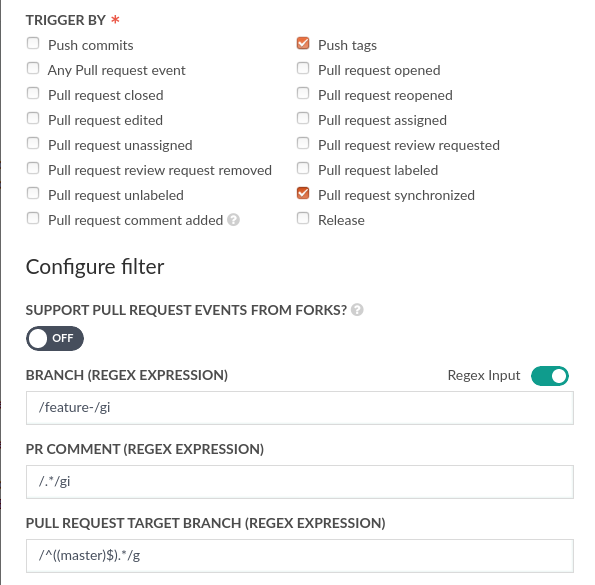 TRIGGER BY *
Push commits
Push tags
Any Pull request event
Pull request opened
Pull request closed
Pull request reopened
Pull request edited
Pull request assigned
Pull request unassigned
Pull request review requested
Pull request review request removed
Pull request labeled
Pull request unlabeled
Pull request synchronized
Pull request comment added ?
Release
Configure filter
SUPPORT PULL REQUEST EVENTS FROM FORKS? ?
OFF
BRANCH (REGEX EXPRESSION)
Regex Input
/feature-/gi
PR COMMENT (REGEX EXPRESSION)
/.*/gi
PULL REQUEST TARGET BRANCH (REGEX EXPRESSION)
/^((master)$).*/g